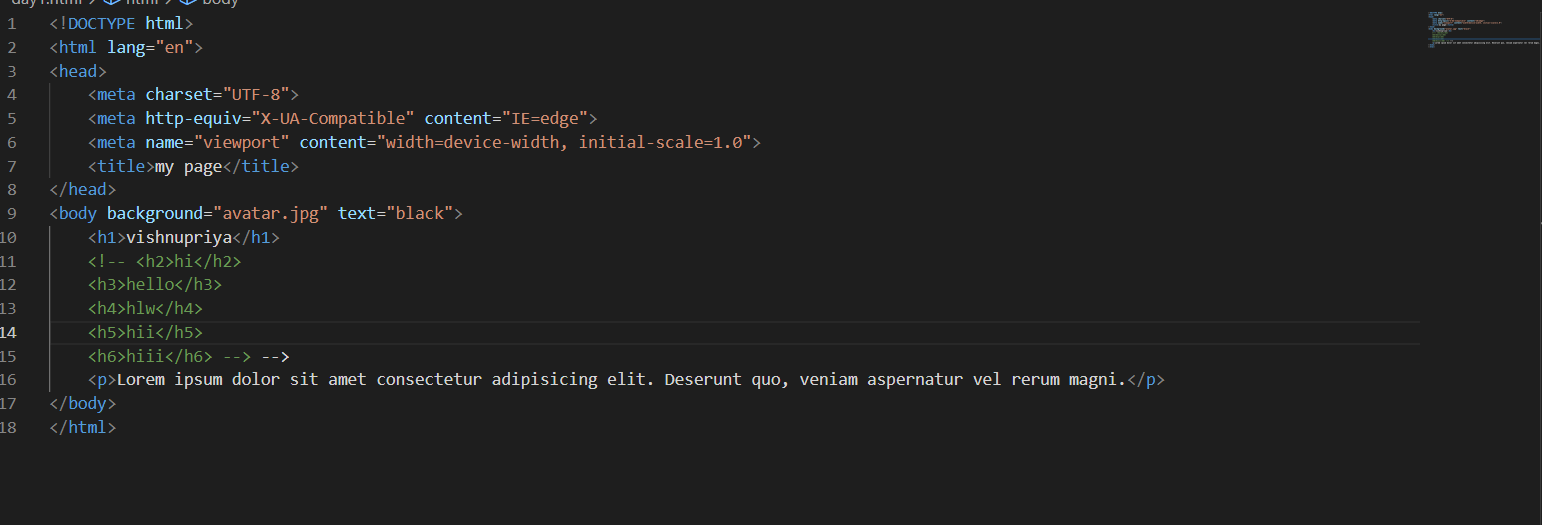 day1.html > html > body
1 <!DOCTYPE html>
2 <html lang="en">
3 <head>
4 <meta charset="UTF-8">
5 <meta http-equiv="X-UA-Compatible" content="IE=edge">
6 <meta name="viewport" content="width=device-width, initial-scale=1.0">
7 <title>my page</title>
8 </head>
9 <body background="avatar.jpg" text="black">
10 <h1>vishnupriya</h1>
11 <!-- <h2>hi</h2>
12 <h3>hello</h3>
13 <h4>hlw</h4>
14 <h5>hii</h5>
15 <h6>hiii</h6> --> -->
16 <p>Lorem ipsum dolor sit amet consectetur adipisicing elit. Deserunt quo, veniam aspernatur vel rerum magni.</p>
17 </body>
18 </html>